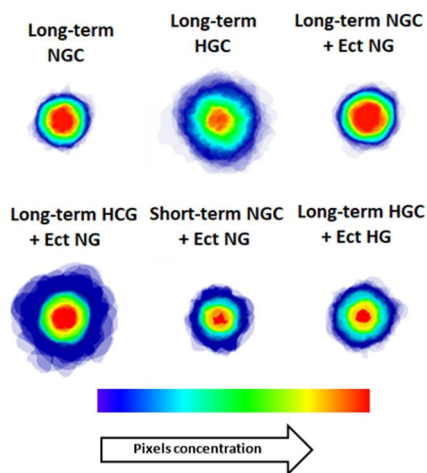 Long-term
NGC
Long-term
HGC
Long-term NGC
+ Ect NG
Long-term HCG
+ Ect NG
Short-term NGC
+ Ect NG
Long-term HGC
+ Ect HG
Pixels concentration